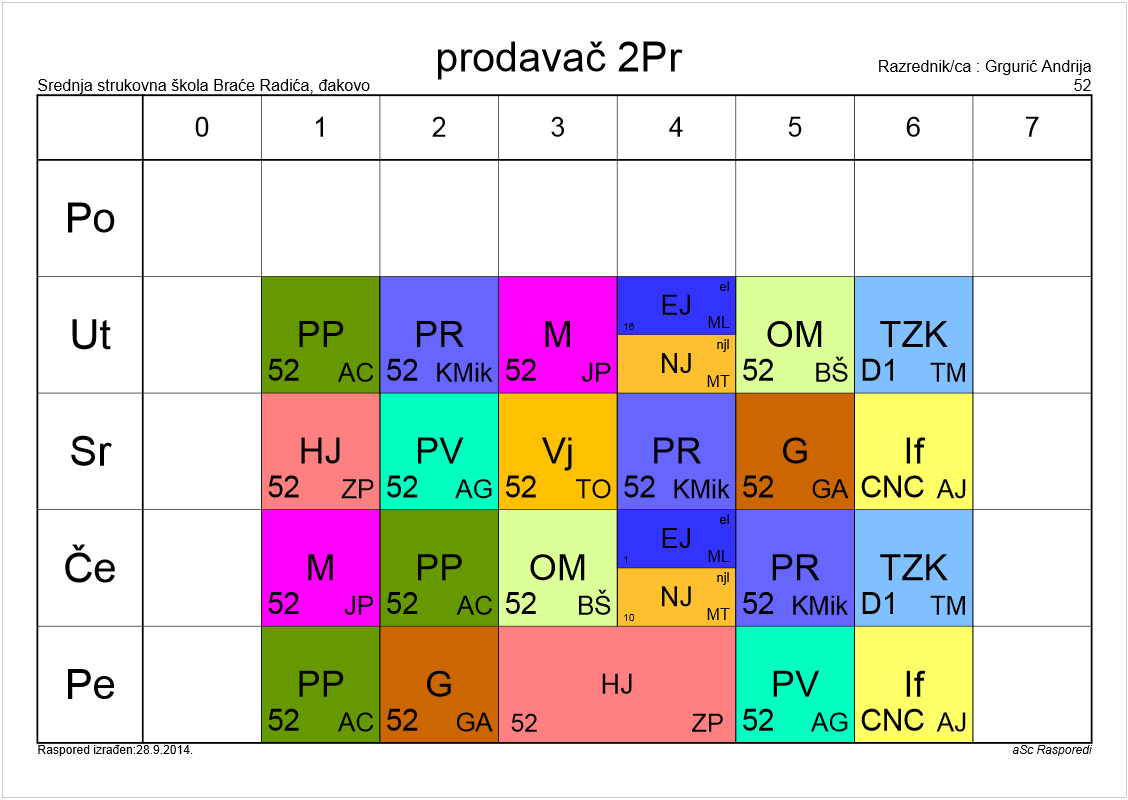 prodavač 2Pr
Razrednik/ca : Grgurić Andrija
Srednja strukovna škola Braće Radića, đakovo
52
0 1 2 3 4 5 6 7
Po
Ut
PP
52 AC
PR
52 KMik
M
52 JP
el
EJ
16 ML
njl
NJ
MT
OM
52 BŠ
TZK
D1 TM
Sr
HJ
52 ZP
PV
52 AG
Vj
52 TO
PR
52 KMik
G
52 GA
If
CNC AJ
Če
M
52 JP
PP
52 AC
OM
52 BŠ
el
EJ
1 ML
njl
NJ
10 MT
PR
52 KMik
TZK
D1 TM
Pe
PP
52 AC
G
52 GA
HJ
52 ZP
PV
52 AG
If
CNC AJ
Raspored izrađen:28.9.2014.
aSc Rasporedi